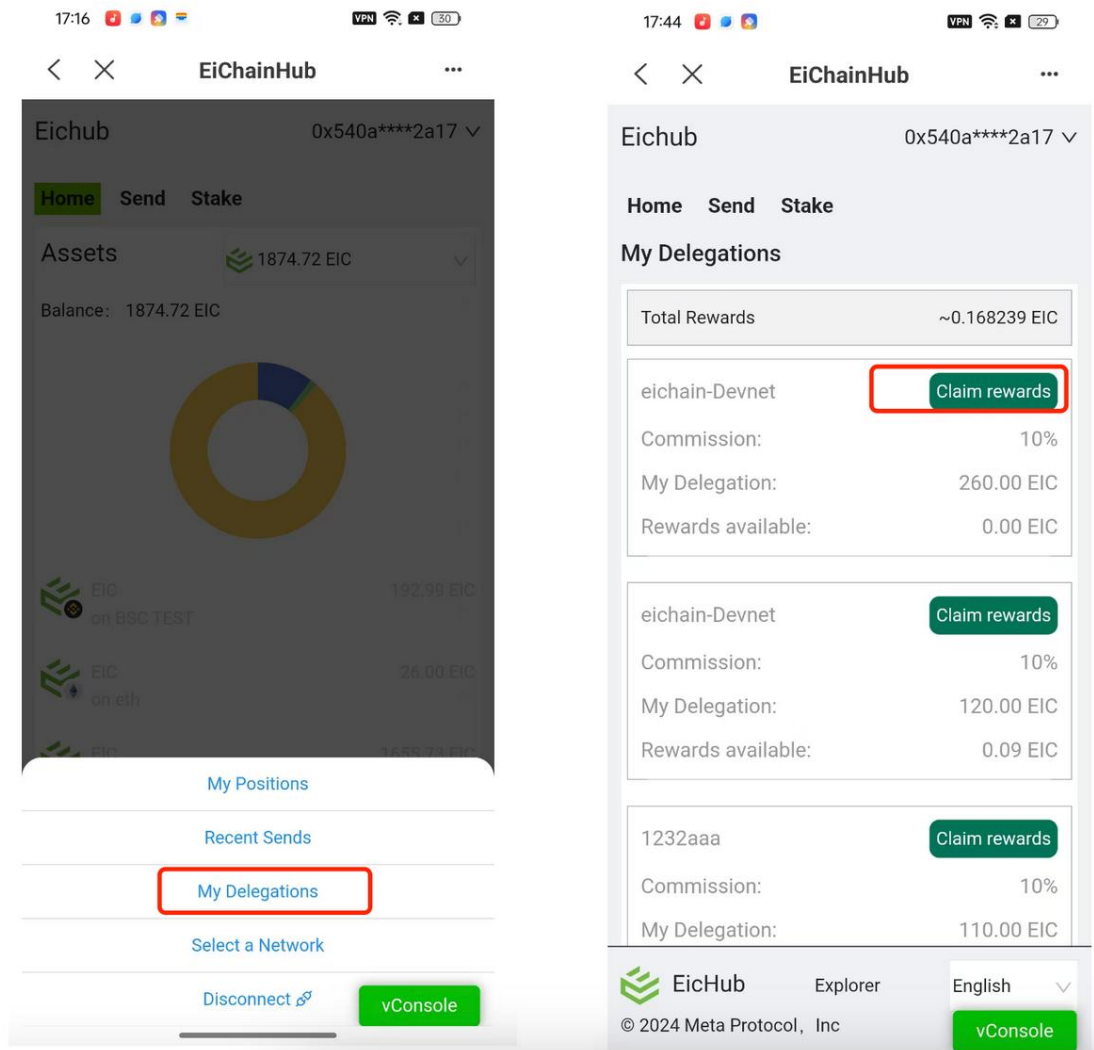 17:16 VPN 30
EiChainHub
Eichub 0x540a****2a17
Home Send Stake
Assets 1874.72 EIC
Balance: 1874.72 EIC
EIC 192.99 EIC
on BSC TEST
EIC 26.00 EIC
on eth
EIC 1655.73 EIC
My Positions
Recent Sends
My Delegations
Select a Network
Disconnect
vConsole
17:44 VPN 29
EiChainHub
Eichub 0x540a****2a17
Home Send Stake
My Delegations
Total Rewards ~0.168239 EIC
eichain-Devnet Claim rewards
Commission: 10%
My Delegation: 260.00 EIC
Rewards available: 0.00 EIC
eichain-Devnet Claim rewards
Commission: 10%
My Delegation: 120.00 EIC
Rewards available: 0.09 EIC
1232aaa Claim rewards
Commission: 10%
My Delegation: 110.00 EIC
EicHub Explorer English
© 2024 Meta Protocol, Inc
vConsole